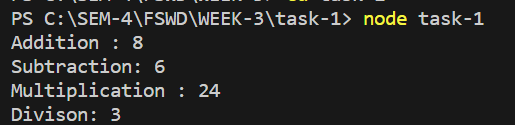 PS C:\SEM-4\FSWD\WEEK-3\task-1> node task-1
Addition : 8
Subtraction: 6
Multiplication : 24
Divison: 3